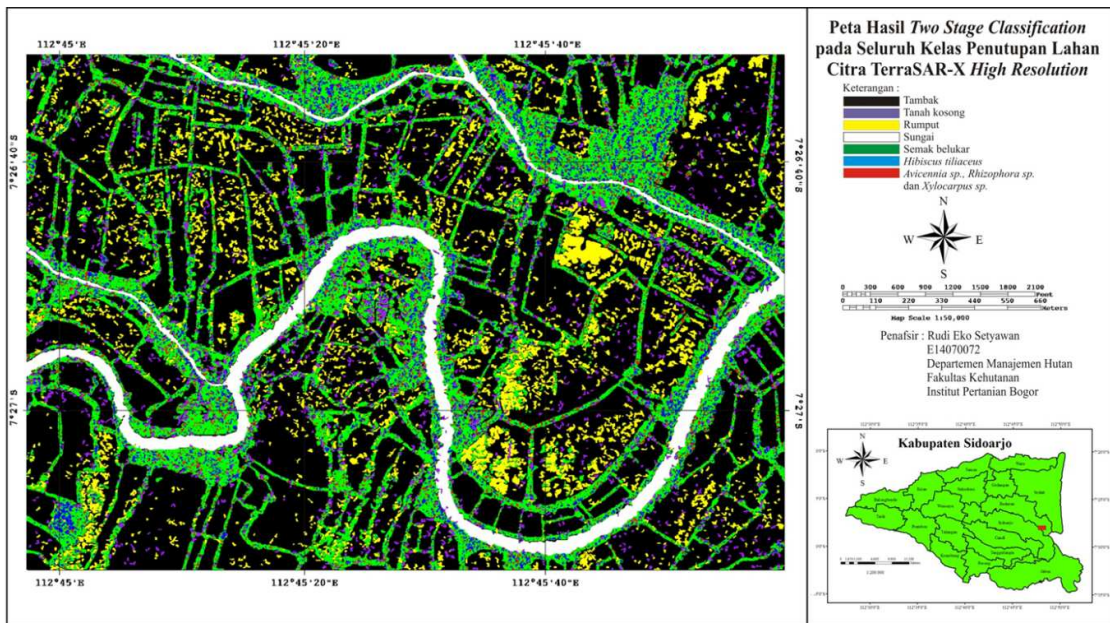 112°45'E
112°45'20'E
112°45'40'E
7°26'40'S
7°26'40'S
7°27'S
7°27'S
112°45'E
112°45'20'E
112°45'40'E
Peta Hasil Two Stage Classification
pada Seluruh Kelas Penutupan Lahan
Citra TerraSAR-X High Resolution
Keterangan :
Tambak
Tanah kosong
Rumput
Sungai
Semak belukar
Hibiscus tiliaceus
Avicennia sp., Rhizophora sp.
dan Xylocarpus sp.
N
W
E
S
0 300 600 900 1200 1500 1800 2100
Feet
0 110 220 330 440 550 660
Meters
Map Scale 1:50,000
Penafsir : Rudi Eko Setyawan
E14070072
Departemen Manajemen Hutan
Fakultas Kehutanan
Institut Pertanian Bogor
Kabupaten Sidoarjo
N
W
E
S